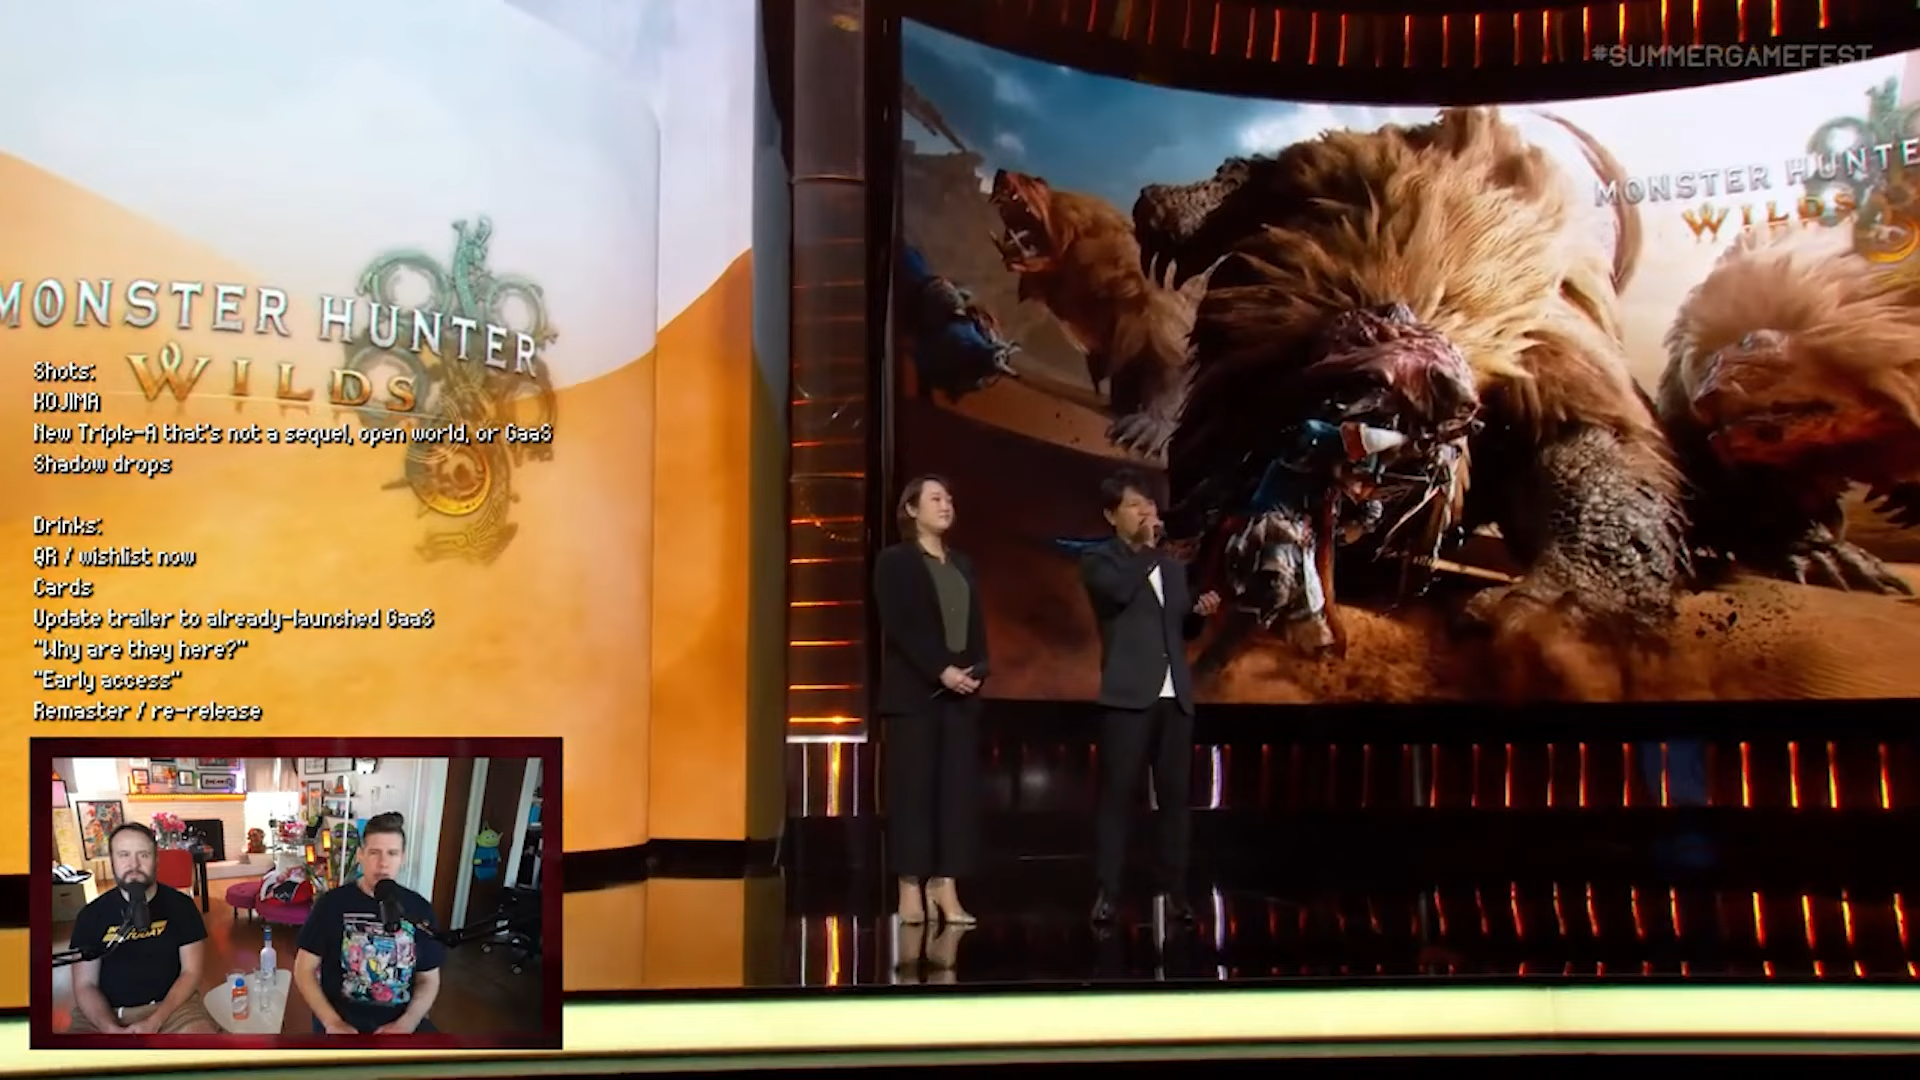 #SUMMERGAMEFEST
MONSTER HUNTE
WILDS
MONSTER HUNTER
WILDS
Shots:
KOJIMA
New Triple-A that's not a sequel, open world, or GaaS
Shadow drops
Drinks:
QR / wishlist now
Cards
Update trailer to already-launched GaaS
"Why are they here?"
"Early access"
Remaster / re-release